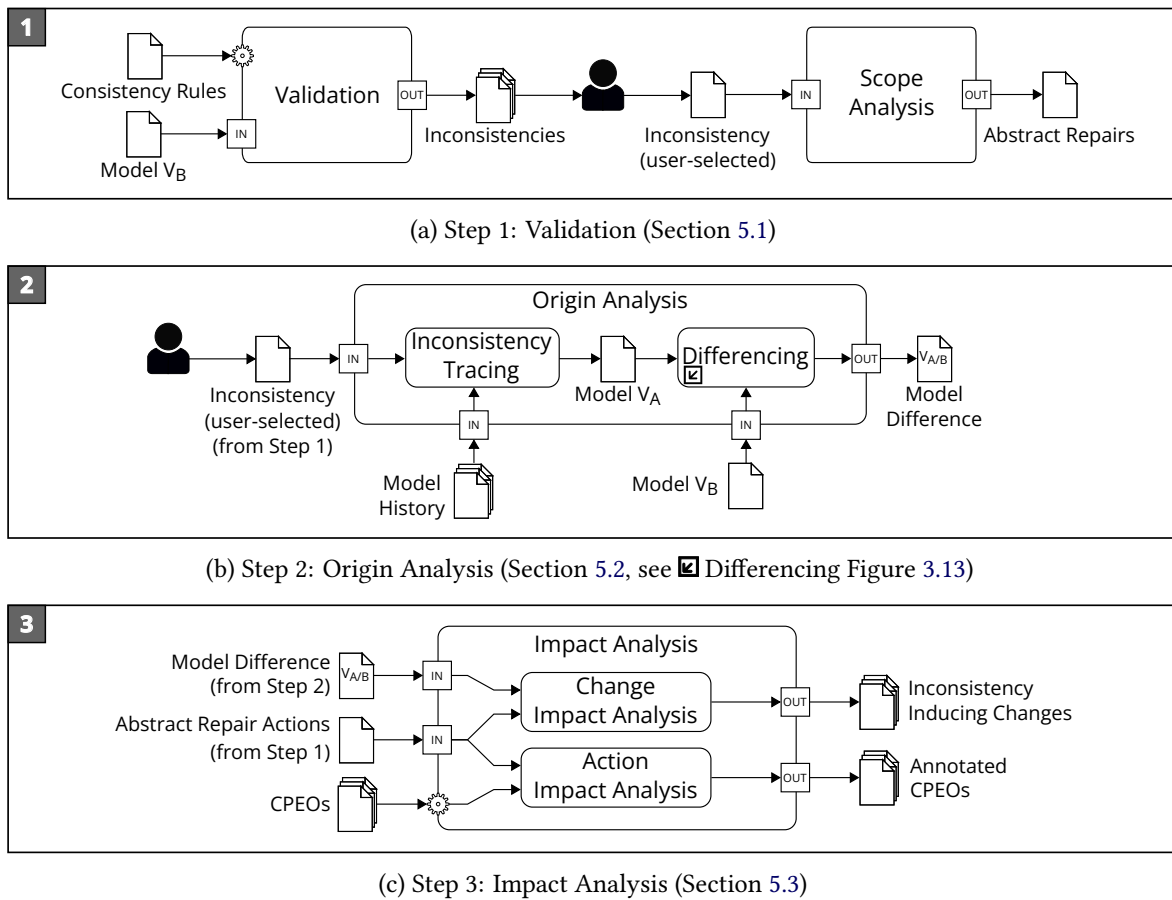 1
Consistency Rules
Model V_B
IN
Validation
OUT
Inconsistencies
Inconsistency
(user-selected)
IN
Scope
Analysis
OUT
Abstract Repairs
(a) Step 1: Validation (Section 5.1)
2
Origin Analysis
Inconsistency
(user-selected)
(from Step 1)
IN
Inconsistency
Tracing
Model V_A
Differencing
OUT
V_A/B
Model
Difference
IN
IN
Model
History
Model V_B
(b) Step 2: Origin Analysis (Section 5.2, see ↙ Differencing Figure 3.13)
3
Impact Analysis
Model Difference
(from Step 2)
V_A/B
IN
Change
Impact Analysis
OUT
Inconsistency
Inducing Changes
Abstract Repair Actions
(from Step 1)
IN
Action
Impact Analysis
OUT
Annotated
CPEOs
CPEOs
(c) Step 3: Impact Analysis (Section 5.3)